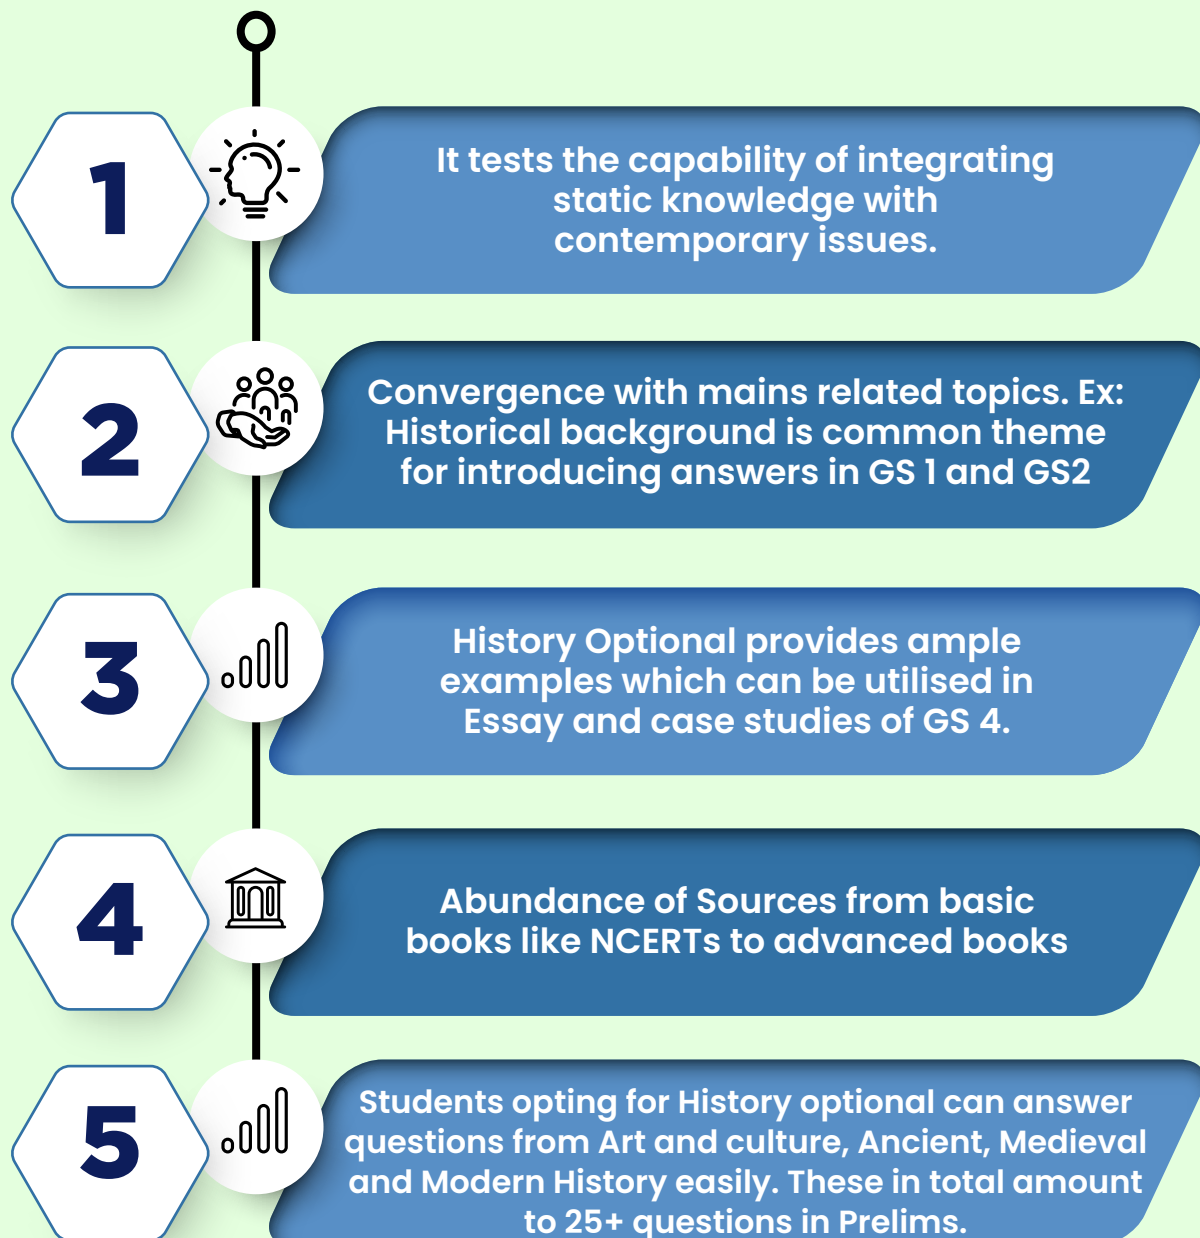 1
It tests the capability of integrating
static knowledge with
contemporary issues.
2
Convergence with mains related topics. Ex:
Historical background is common theme
for introducing answers in GS 1 and GS2
3
History Optional provides ample
examples which can be utilised in
Essay and case studies of GS 4.
4
Abundance of Sources from basic
books like NCERTs to advanced books
5
Students opting for History optional can answer
questions from Art and culture, Ancient, Medieval
and Modern History easily. These in total amount
to 25+ questions in Prelims.